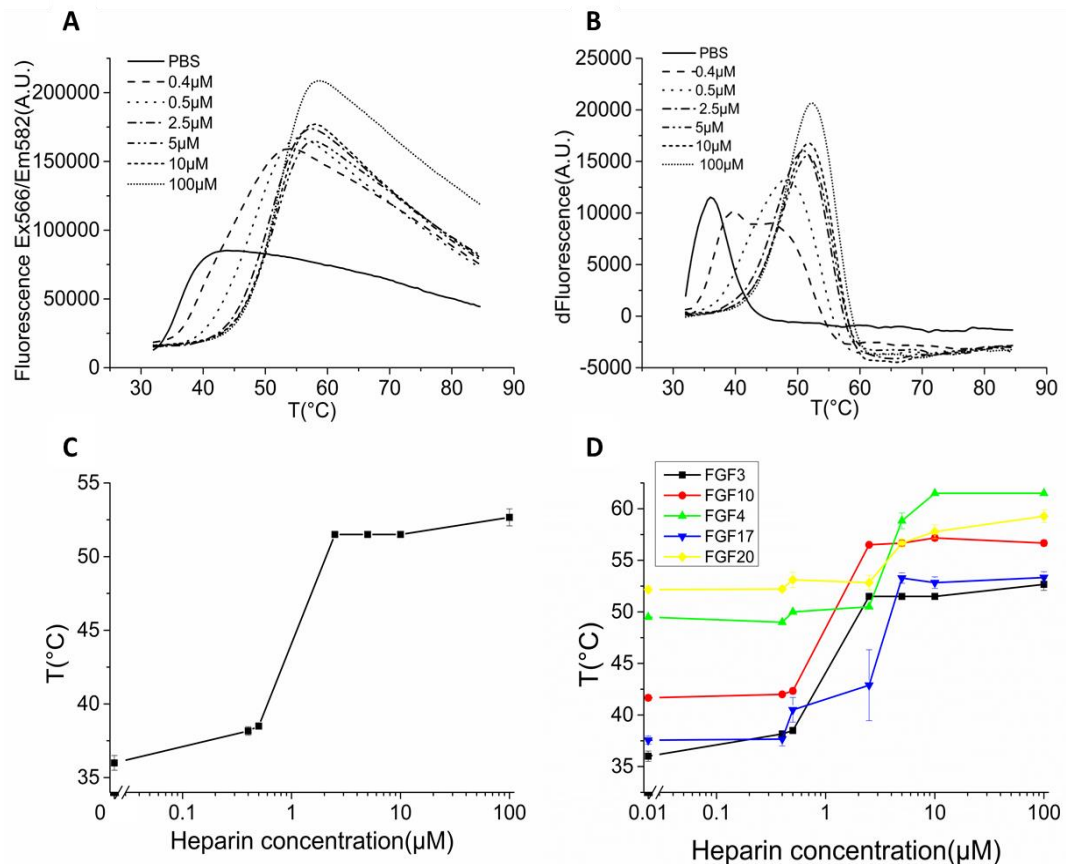 A
Fluorescence Ex566/Em582(A.U.)
200000
150000
100000
50000
0
PBS
0.4µM
0.5µM
2.5µM
5µM
10µM
100µM
30 40 50 60 70 80 90
T(°C)
B
dFluorescence(A.U.)
25000
20000
15000
10000
5000
0
-5000
PBS
0.4µM
0.5µM
2.5µM
5µM
10µM
100µM
30 40 50 60 70 80 90
T(°C)
C
T(°C)
55
50
45
40
35
0 0.1 1 10 100
Heparin concentration(µM)
D
T(°C)
60
55
50
45
40
35
FGF3
FGF10
FGF4
FGF17
FGF20
0.01 0.1 1 10 100
Heparin concentration(µM)